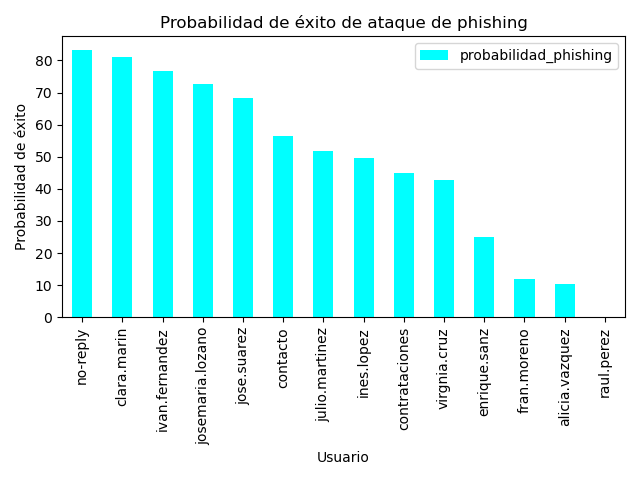 Probabilidad de éxito de ataque de phishing
probabilidad_phishing
Probabilidad de éxito
80
70
60
50
40
30
20
10
0
no-reply
clara.marin
ivan.fernandez
josemaria.lozano
jose.suarez
contacto
julio.martinez
ines.lopez
contrataciones
virgnia.cruz
enrique.sanz
fran.moreno
alicia.vazquez
raul.perez
Usuario